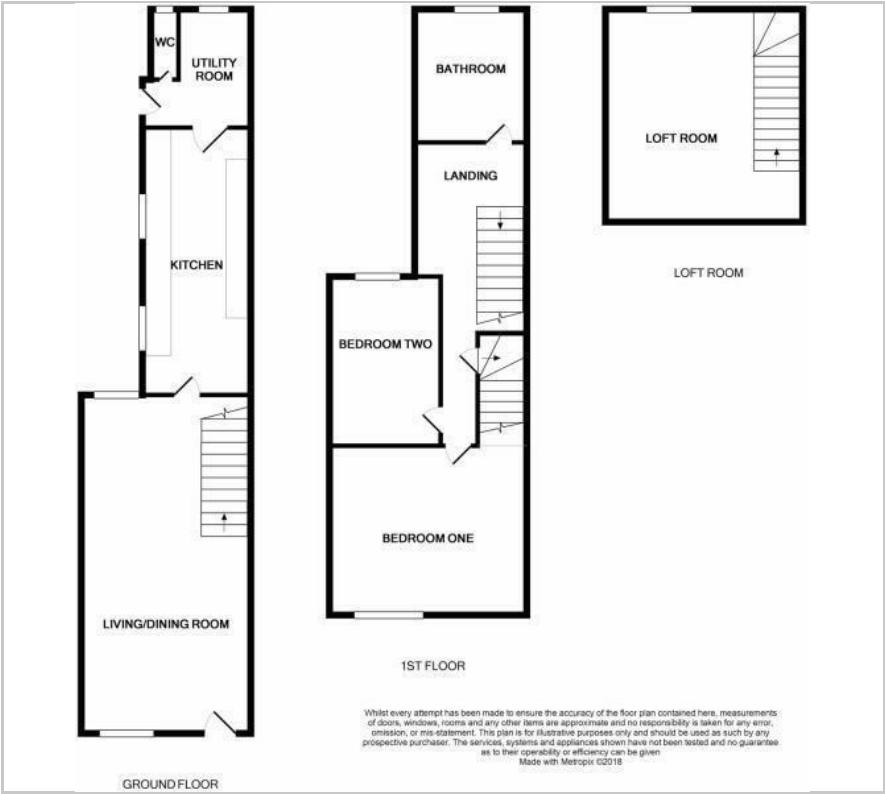 WC
UTILITY
ROOM
KITCHEN
LIVING/DINING ROOM
GROUND FLOOR
BATHROOM
LANDING
BEDROOM TWO
BEDROOM ONE
1ST FLOOR
LOFT ROOM
LOFT ROOM
Whilst every attempt has been made to ensure the accuracy of the floor plan contained here, measurements
of doors, windows, rooms and any other items are approximate and no responsibility is taken for any error,
omission, or mis-statement. This plan is for illustrative purposes only and should be used as such by any
prospective purchaser. The services, systems and appliances shown have not been tested and no guarantee
as to their operability or efficiency can be given
Made with Metropix ©2018